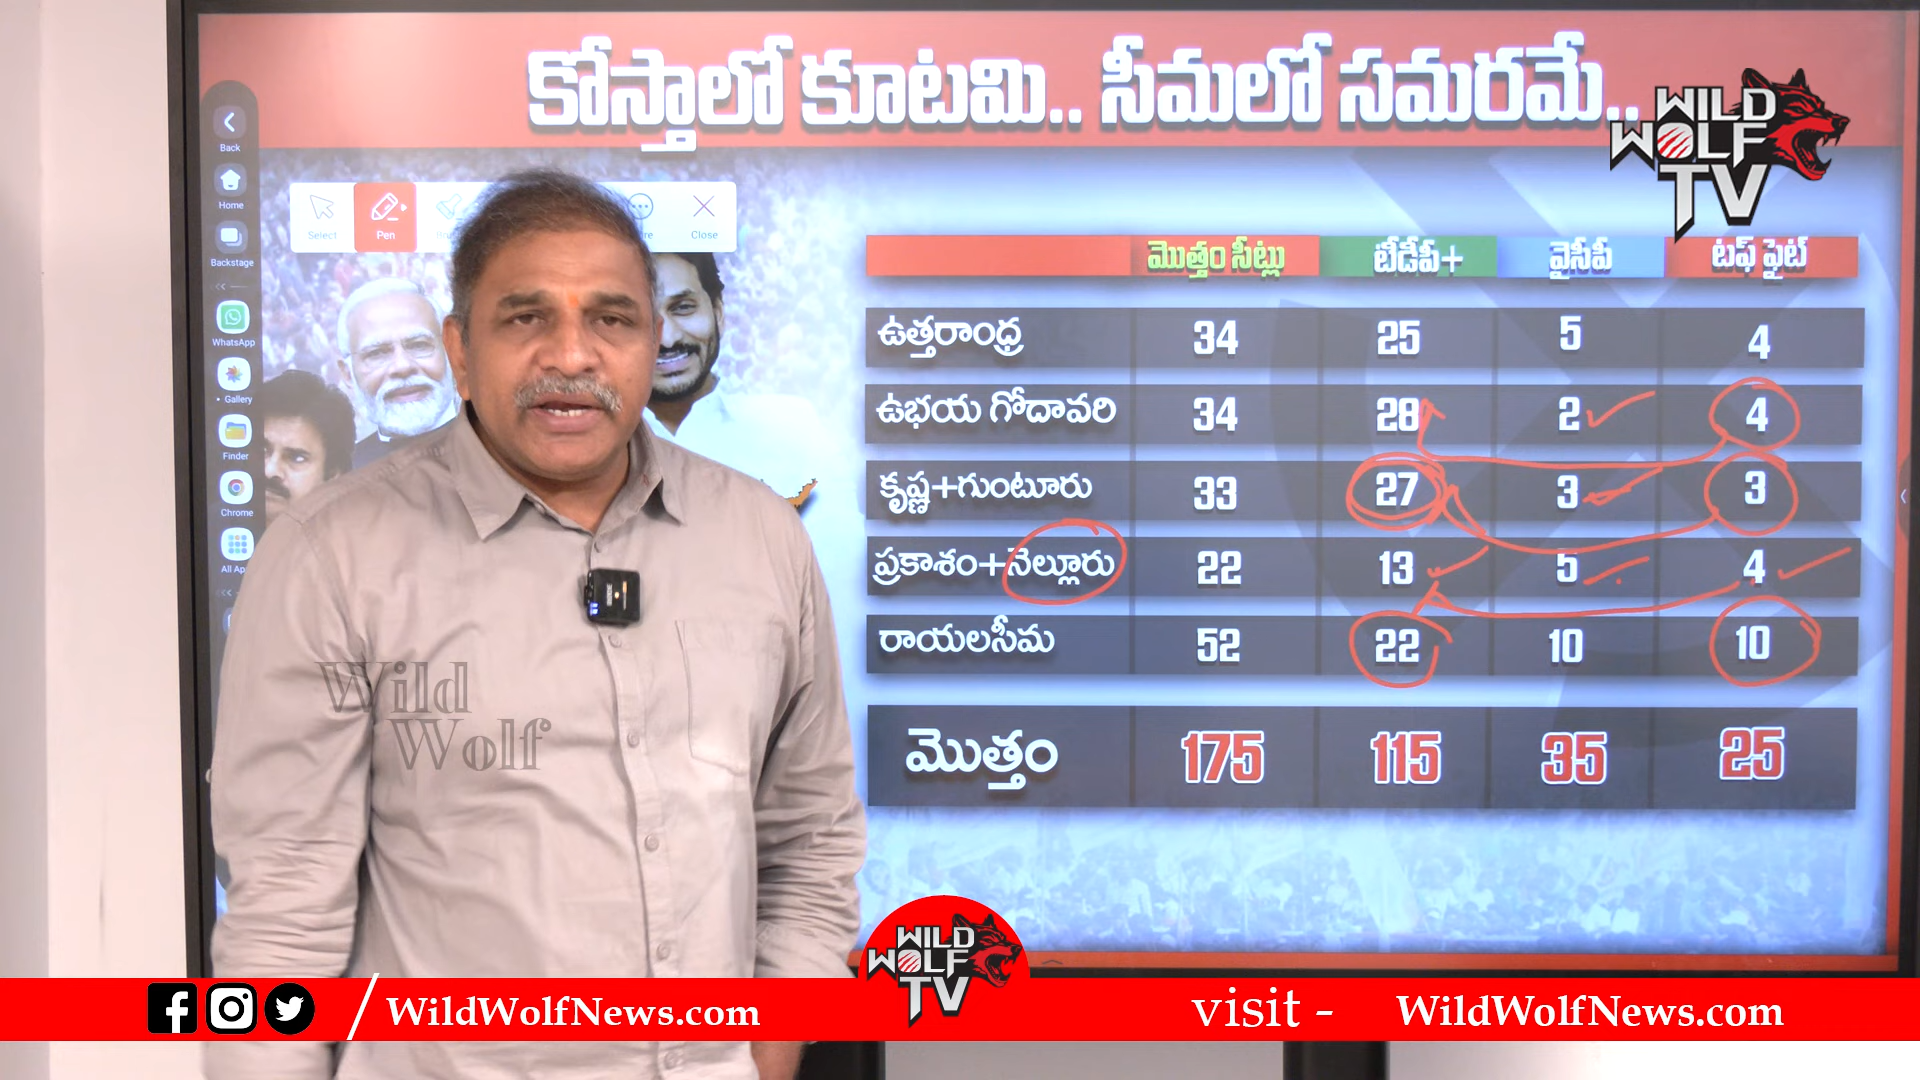 కోస్తాలో కూటమి.. సీమలో సమరమే..
WILD
WOLF
TV
Back
Home
Backstage
WhatsApp
Gallery
Finder
Chrome
Select
Pen
Close
మొత్తం సీట్లు టీడీపీ+ వైసీపీ టఫ్ ఫైట్
ఉత్తరాంధ్ర 34 25 5 4
ఉభయ గోదావరి 34 28 2 4
కృష్ణ+గుంటూరు 33 27 3 3
ప్రకాశం+నెల్లూరు 22 13 5 4
రాయలసీమ 52 22 10 10
మొత్తం 175 115 35 25
Wild
Wolf
WILD
WOLF
TV
WildWolfNews.com
visit - WildWolfNews.com